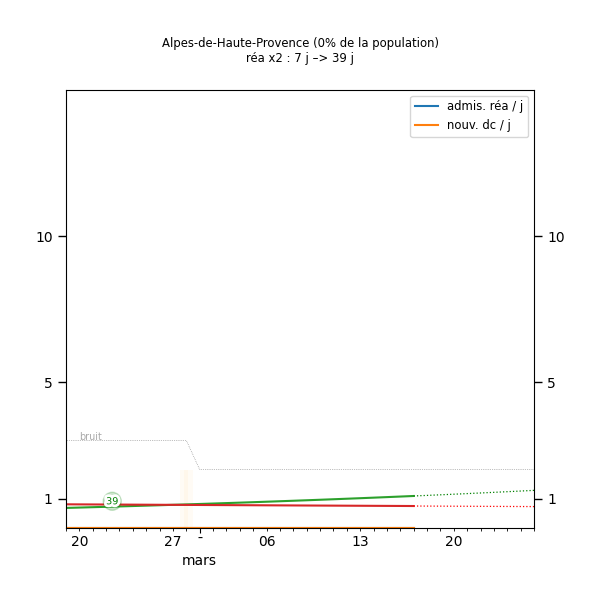 Alpes-de-Haute-Provence (0% de la population)
réa x2 : 7 j –> 39 j
admis. réa / j
nouv. dc / j
10 10
5 5
bruit
39
1 1
20 27 - 06 13 20
mars